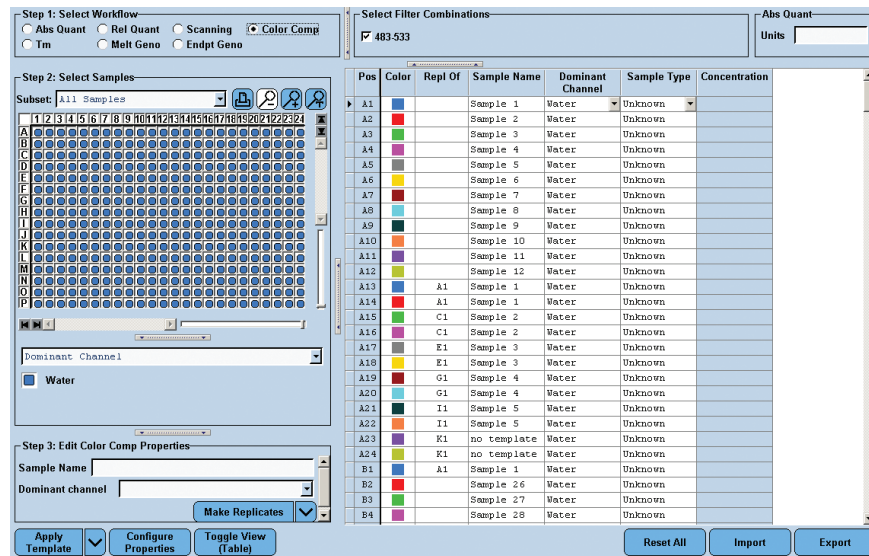 Step 1: Select Workflow
Abs Quant Rel Quant Scanning Color Comp
Tm Melt Geno Endpt Geno
Select Filter Combinations
483-533
Abs Quant
Units
Step 2: Select Samples
Subset: All Samples
1 2 3 4 5 6 7 8 9 10 11 12 13 14 15 16 17 18 19 20 21 22 23 24
A
B
C
D
E
F
G
H
I
J
K
L
M
N
O
P
Dominant Channel
Water
Step 3: Edit Color Comp Properties
Sample Name
Dominant channel
Make Replicates
Apply Template
Configure Properties
Toggle View (Table)
Pos Color Repl Of Sample Name Dominant Channel Sample Type Concentration
A1 Sample 1 Water Unknown
A2 Sample 2 Water Unknown
A3 Sample 3 Water Unknown
A4 Sample 4 Water Unknown
A5 Sample 5 Water Unknown
A6 Sample 6 Water Unknown
A7 Sample 7 Water Unknown
A8 Sample 8 Water Unknown
A9 Sample 9 Water Unknown
A10 Sample 10 Water Unknown
A11 Sample 11 Water Unknown
A12 Sample 12 Water Unknown
A13 A1 Sample 1 Water Unknown
A14 A1 Sample 1 Water Unknown
A15 C1 Sample 2 Water Unknown
A16 C1 Sample 2 Water Unknown
A17 E1 Sample 3 Water Unknown
A18 E1 Sample 3 Water Unknown
A19 G1 Sample 4 Water Unknown
A20 G1 Sample 4 Water Unknown
A21 I1 Sample 5 Water Unknown
A22 I1 Sample 5 Water Unknown
A23 K1 no template Water Unknown
A24 K1 no template Water Unknown
B1 A1 Sample 1 Water Unknown
B2 Sample 26 Water Unknown
B3 Sample 27 Water Unknown
B4 Sample 28 Water Unknown
Reset All Import Export